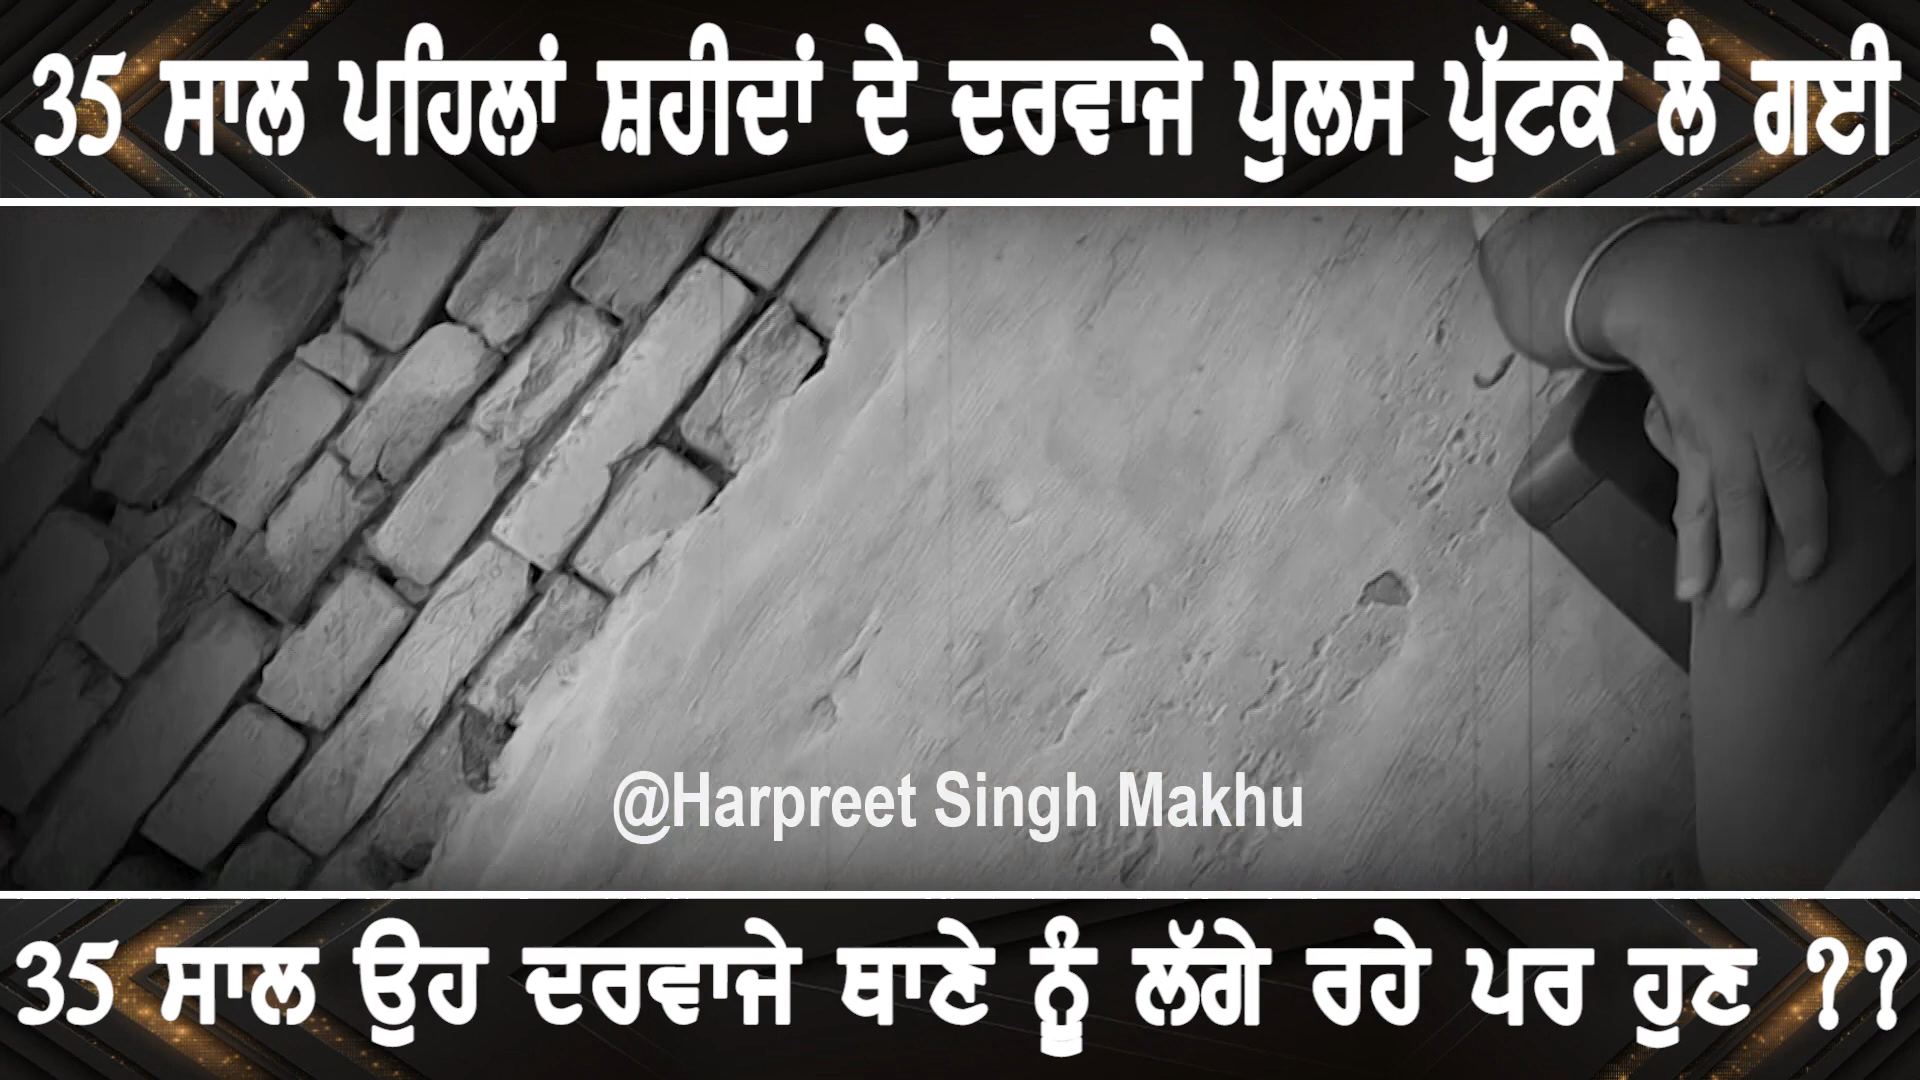 35 ਸਾਲ ਪਹਿਲਾਂ ਸ਼ਹੀਦਾਂ ਦੇ ਦਰਵਾਜੇ ਪੁਲਸ ਪੁੱਟਕੇ ਲੈ ਗਈ
@Harpreet Singh Makhu
35 ਸਾਲ ਉਹ ਦਰਵਾਜੇ ਥਾਣੇ ਨੂੰ ਲੱਗੇ ਰਹੇ ਪਰ ਹੁਣ ??